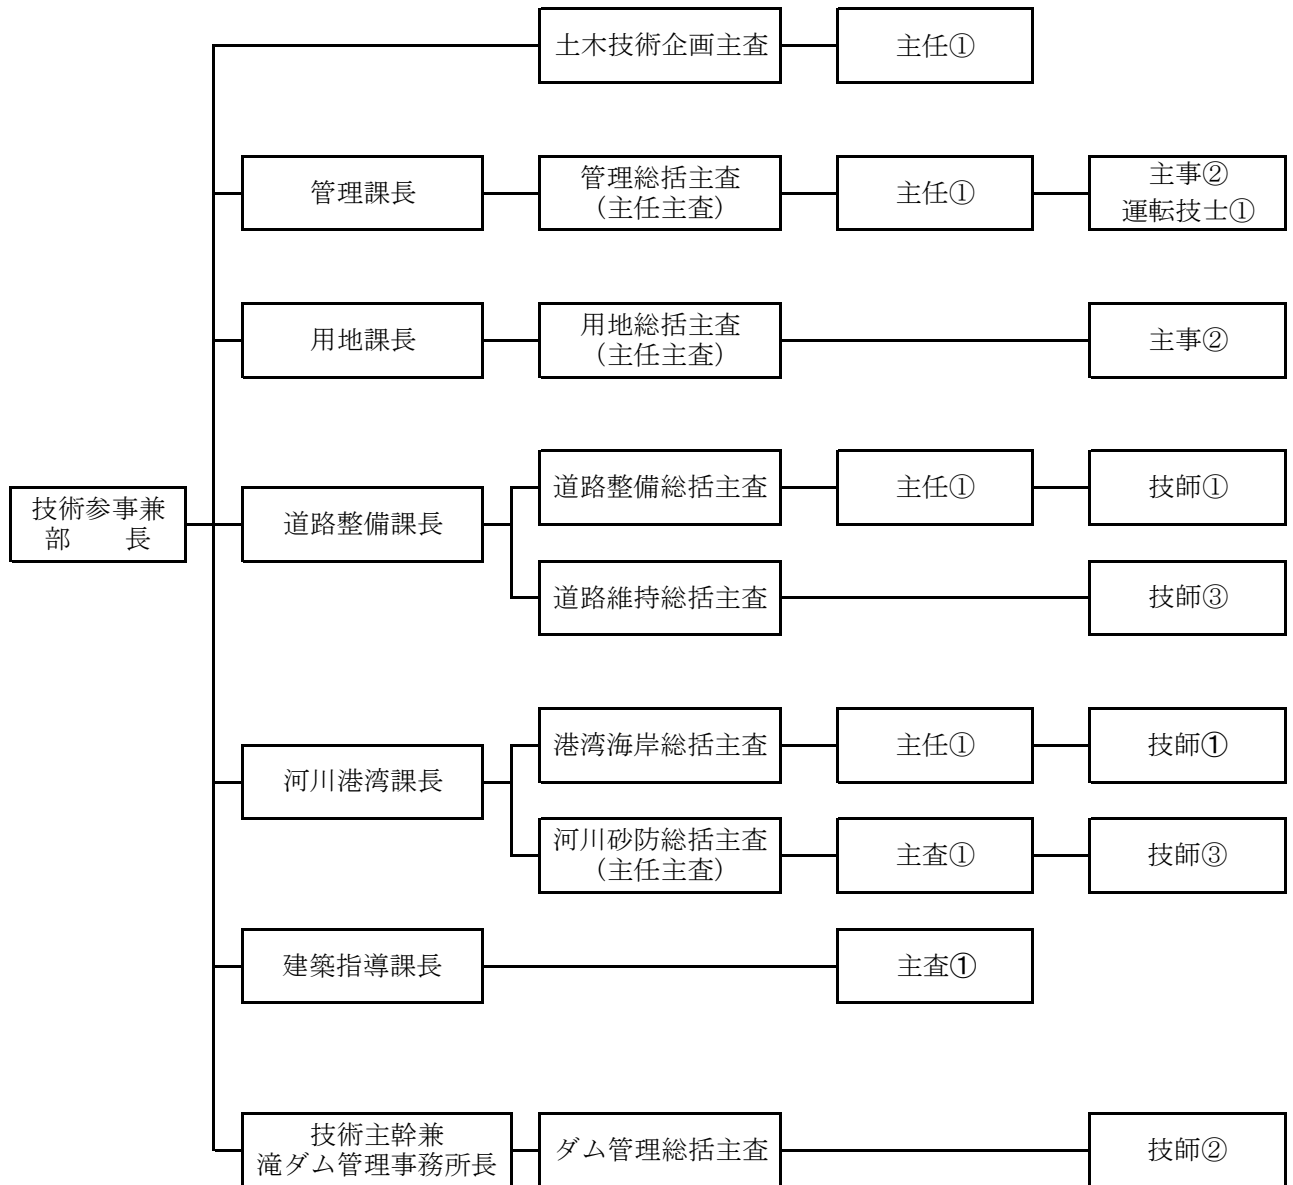 土木技術企画主査
主任①
管理課長
管理総括主査
（主任主査）
主任①
主事②
運転技士①
用地課長
用地総括主査
（主任主査）
主事②
技術参事兼
部　　長
道路整備課長
道路整備総括主査
主任①
技師①
道路維持総括主査
技師③
河川港湾課長
港湾海岸総括主査
主任①
技師①
河川砂防総括主査
（主任主査）
主査①
技師③
建築指導課長
主査①
技術主幹兼
滝ダム管理事務所長
ダム管理総括主査
技師②